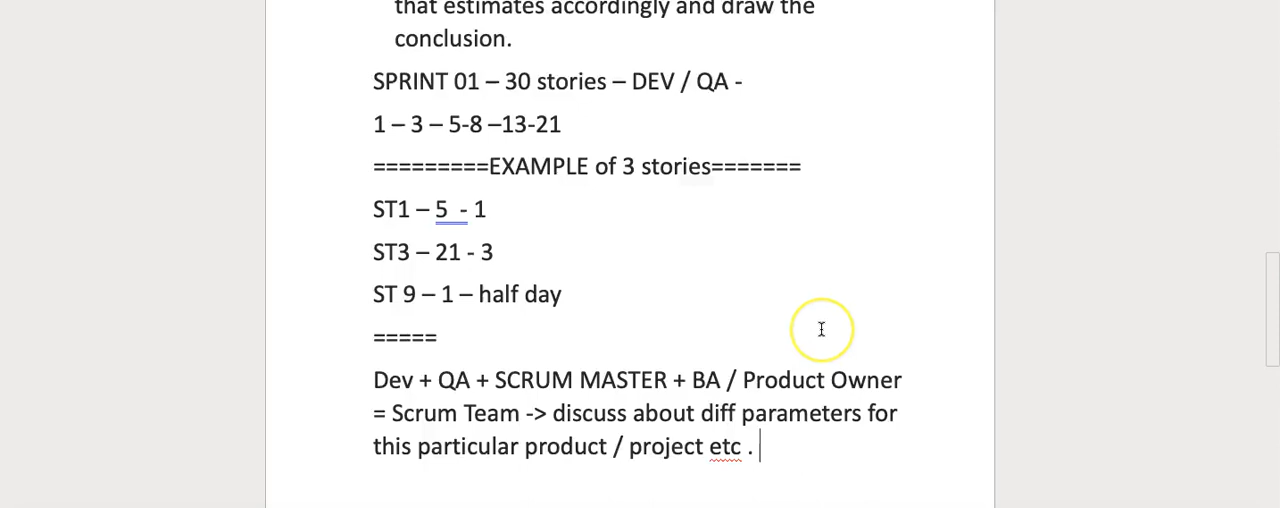 that estimates accordingly and draw the
conclusion.
SPRINT 01 – 30 stories – DEV / QA -
1 – 3 – 5-8 –13-21
=========EXAMPLE of 3 stories=======
ST1 – 5  - 1
ST3 – 21 - 3
ST 9 – 1 – half day
=====
Dev + QA + SCRUM MASTER + BA / Product Owner
= Scrum Team -> discuss about diff parameters for
this particular product / project etc .